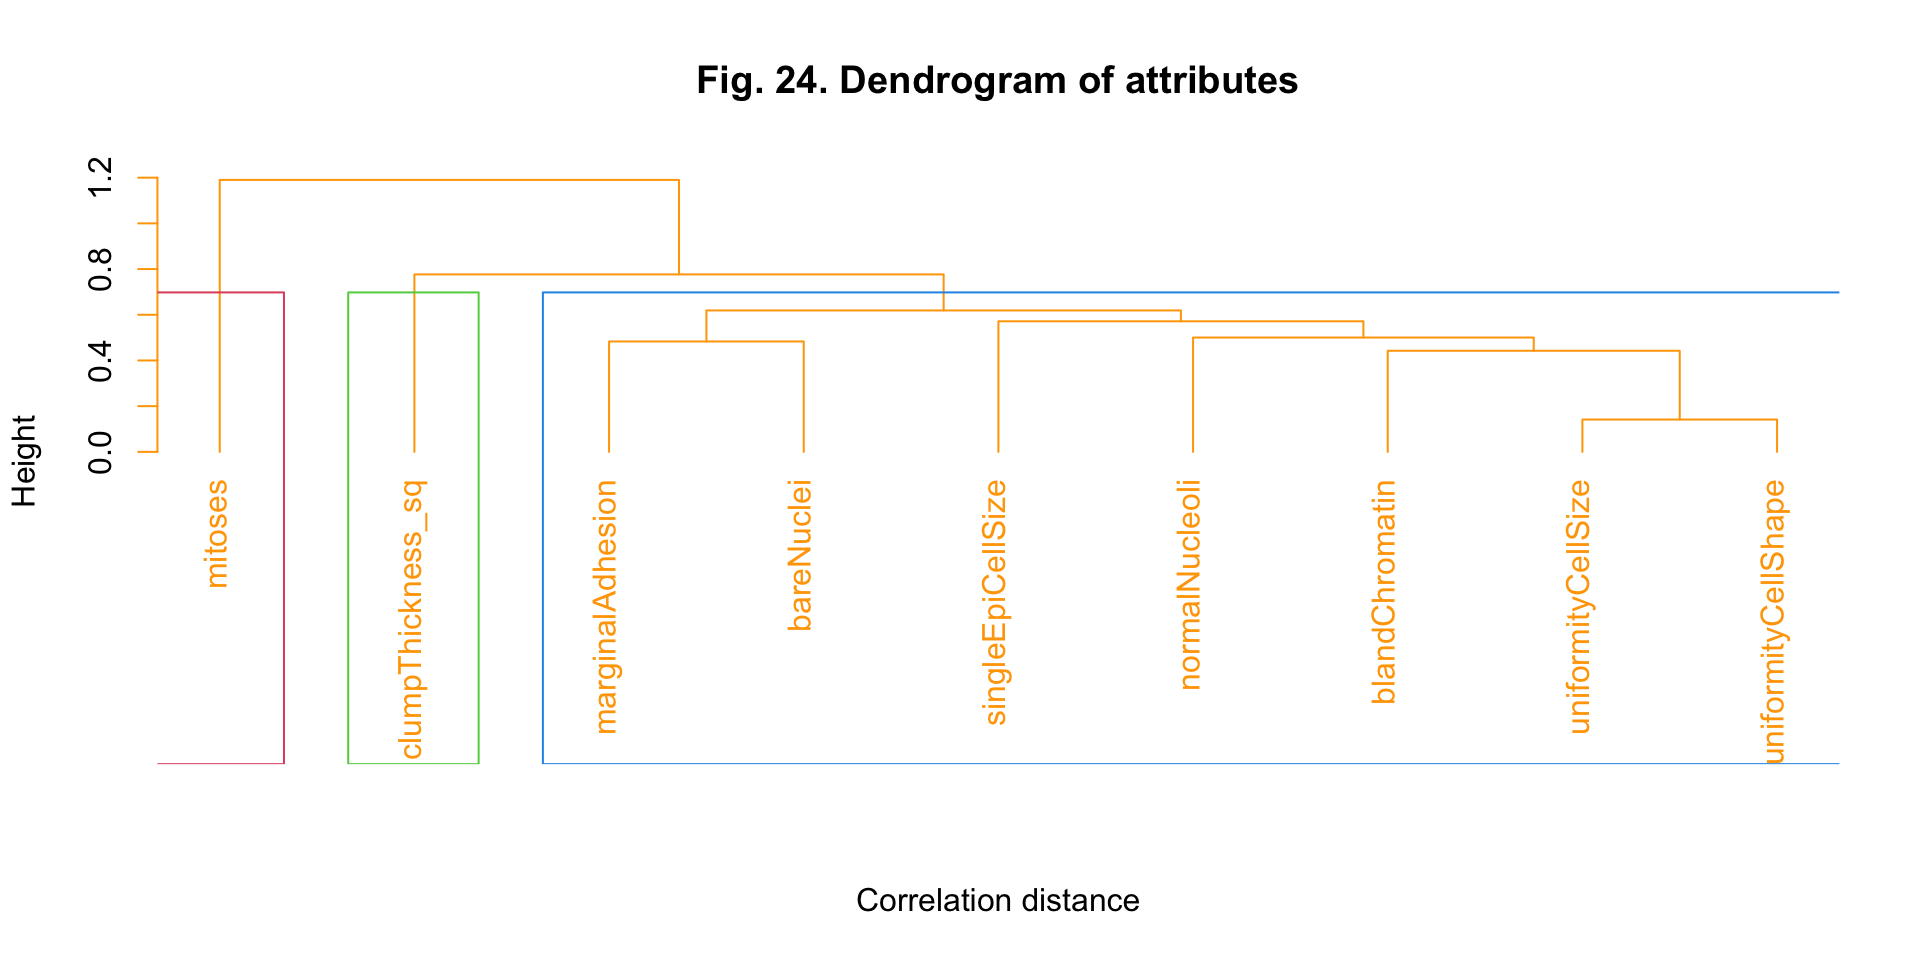 Fig. 24. Dendrogram of attributes
1.2
0.8
0.4
0.0
Height
mitoses
clumpThickness_sq
marginalAdhesion
bareNuclei
singleEpiCellSize
normalNucleoli
blandChromatin
uniformityCellSize
uniformityCellShape
Correlation distance